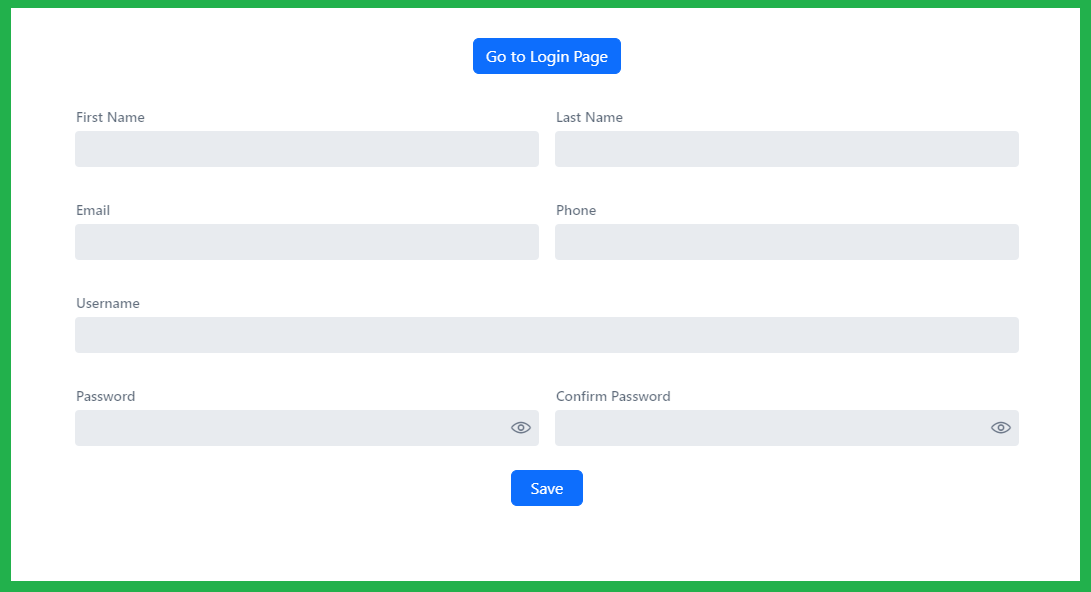 Go to Login Page
First Name Last Name
Email Phone
Username
Password Confirm Password
Save